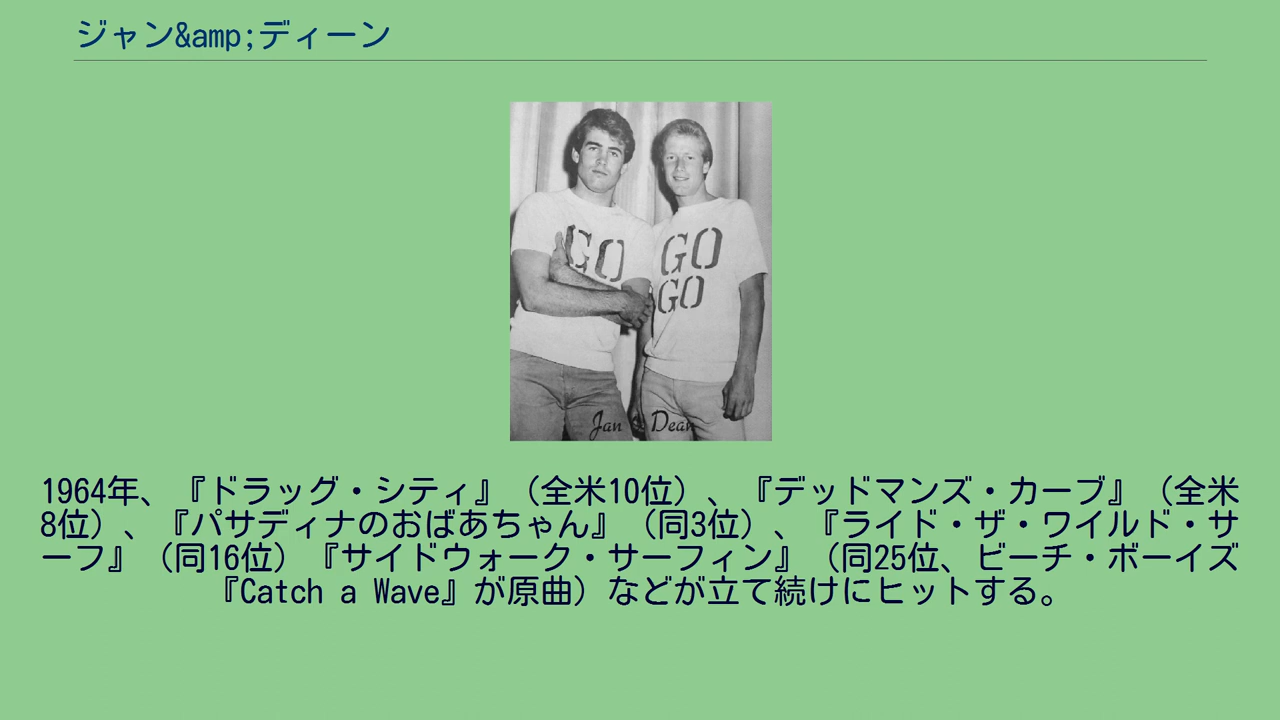 ジャン&amp;ディーン
GO
GO
GO
Jan & Dean
1964年、『ドラッグ・シティ』（全米10位）、『デッドマンズ・カーブ』（全米
8位）、『パサディナのおばあちゃん』（同3位）、『ライド・ザ・ワイルド・サ
ーフ』（同16位）『サイドウォーク・サーフィン』（同25位、ビーチ・ボーイズ
『Catch a Wave』が原曲）などが立て続けにヒットする。